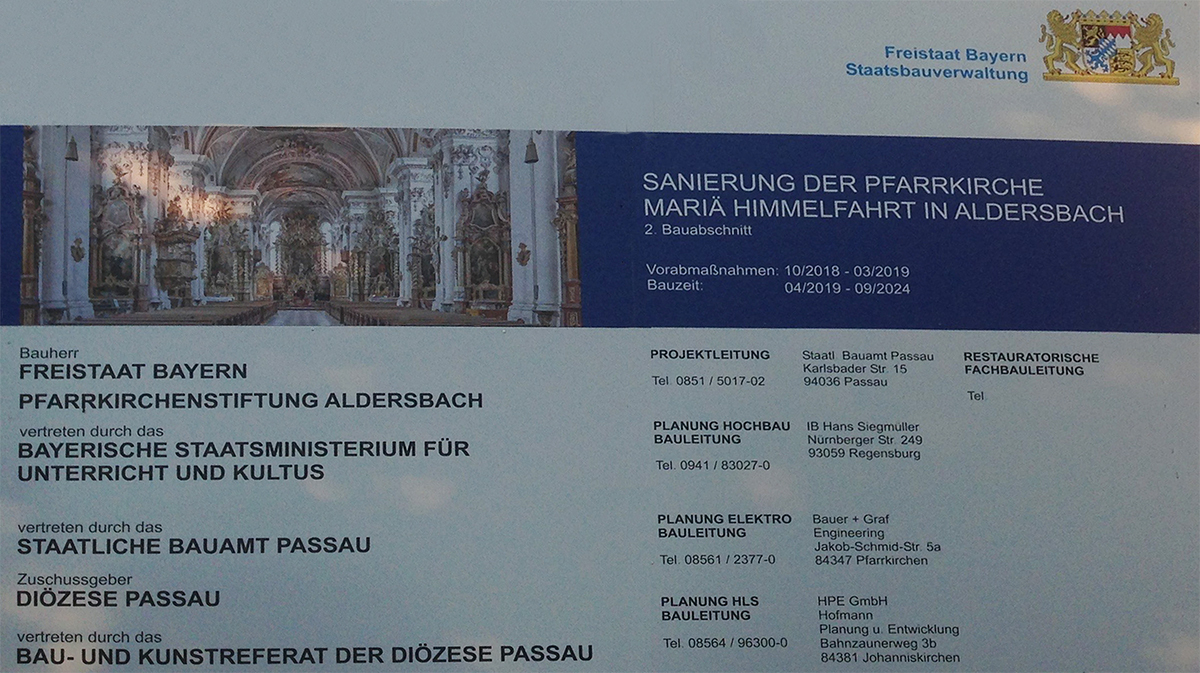 Freistaat Bayern
Staatsbauverwaltung
SANIERUNG DER PFARRKIRCHE
MARIÄ HIMMELFAHRT IN ALDERSBACH
2. Bauabschnitt
Vorabmaßnahmen: 10/2018 - 03/2019
Bauzeit: 04/2019 - 09/2024
Bauherr
FREISTAAT BAYERN
PFARRKIRCHENSTIFTUNG ALDERSBACH
vertreten durch das
BAYERISCHE STAATSMINISTERIUM FÜR
UNTERRICHT UND KULTUS
vertreten durch das
STAATLICHE BAUAMT PASSAU
Zuschussgeber
DIÖZESE PASSAU
vertreten durch das
BAU- UND KUNSTREFERAT DER DIÖZESE PASSAU
PROJEKTLEITUNG
Tel. 0851 / 5017-02
Staatl. Bauamt Passau
Karlsbader Str. 15
94036 Passau
PLANUNG HOCHBAU
BAULEITUNG
Tel. 0941 / 83027-0
IB Hans Siegmüller
Nürnberger Str. 249
93059 Regensburg
PLANUNG ELEKTRO
BAULEITUNG
Tel. 08561 / 2377-0
Bauer + Graf
Engineering
Jakob-Schmid-Str. 5a
84347 Pfarrkirchen
PLANUNG HLS
BAULEITUNG
Tel. 08564 / 96300-0
HPE GmbH
Hofmann
Planung u. Entwicklung
Bahnzaunerweg 3b
84381 Johanniskirchen
RESTAURATORISCHE
FACHBAULEITUNG
Tel.